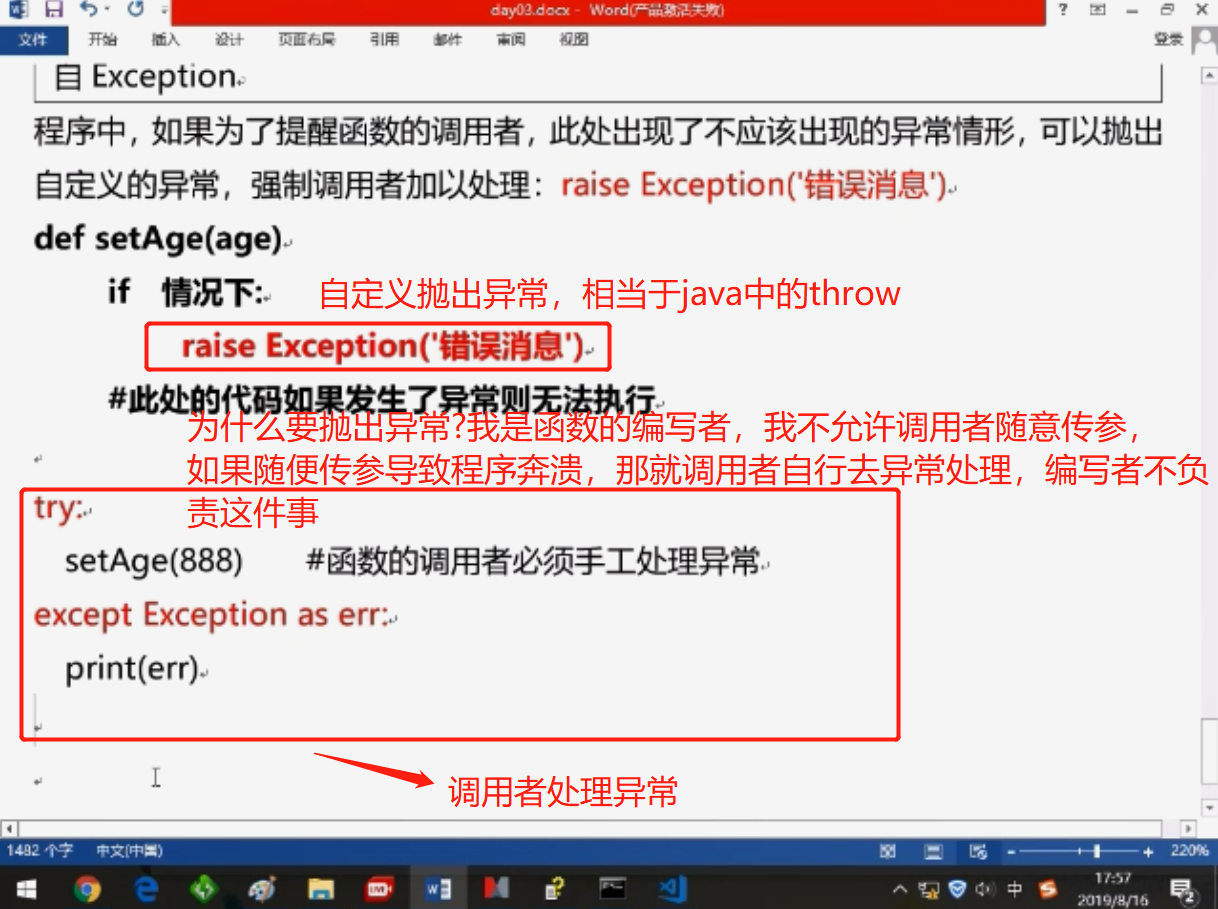 day03.docx - Word(产品激活失败)
文件 开始 插入 设计 页面布局 引用 邮件 审阅 视图 登录
自 Exception
程序中，如果为了提醒函数的调用者，此处出现了不应该出现的异常情形，可以抛出
自定义的异常，强制调用者加以处理：raise Exception('错误消息')
def setAge(age)
if 情况下:
自定义抛出异常，相当于java中的throw
raise Exception('错误消息')
#此处的代码如果发生了异常则无法执行
为什么要抛出异常?我是函数的编写者，我不允许调用者随意传参，
如果随便传参导致程序奔溃，那就调用者自行去异常处理，编写者不负
责这件事
try:
setAge(888) #函数的调用者必须手工处理异常
except Exception as err:
print(err)
调用者处理异常
1482 个字 中文(中国) 220%
中 17:57
2019/8/16 2